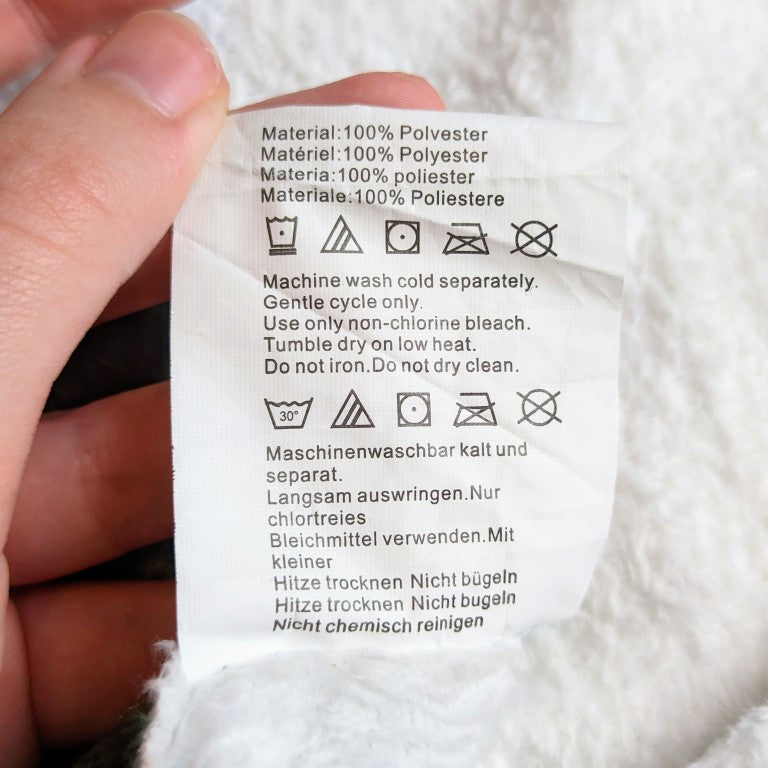 Material:100% Polvester
Matériel:100% Polyester
Materia:100% poliester
Materiale:100% Poliestere
Machine wash cold separately.
Gentle cycle only.
Use only non-chlorine bleach.
Tumble dry on low heat.
Do not iron.Do not dry clean.
30°
Maschinenwaschbar kalt und
separat.
Langsam auswringen.Nur
chlortreies
Bleichmittel verwenden.Mit
kleiner
Hitze trocknen Nicht bügeln
Hitze trocknen Nicht bugeln
Nicht chemisch reinigen